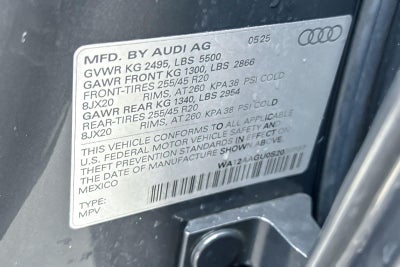 MFD. BY AUDI AG 05.25
GVWR KG 2495, LBS 5500
GAWR FRONT KG 1300, LBS 2866
FRONT-TIRES 255/45 R20
8JX20 RIMS, AT 260 KPA 38 PSI COLD
GAWR REAR KG 1340, LBS 2954
REAR-TIRES 255/45 R20
8JX20 RIMS, AT 260 KPA 38 PSI COLD
THIS VEHICLE CONFORMS TO ALL APPLICABLE
U.S. FEDERAL MOTOR VEHICLE SAFETY AND
THEFT PREVENTION STANDARDS IN EFFECT ON
THE DATE OF MANUFACTURE SHOWN ABOVE.
MEXICO
TYPE:
MPV